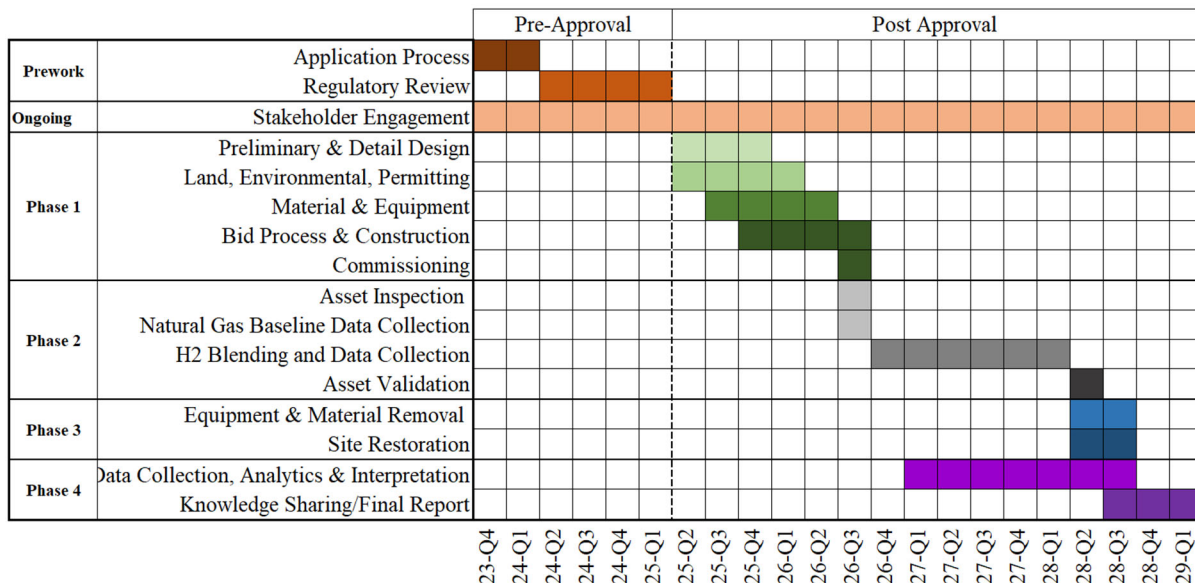 Pre-Approval Post Approval
Prework
Application Process
Regulatory Review
Ongoing Stakeholder Engagement
Phase 1
Preliminary & Detail Design
Land, Environmental, Permitting
Material & Equipment
Bid Process & Construction
Commissioning
Phase 2
Asset Inspection
Natural Gas Baseline Data Collection
H2 Blending and Data Collection
Asset Validation
Phase 3
Equipment & Material Removal
Site Restoration
Phase 4
Data Collection, Analytics & Interpretation
Knowledge Sharing/Final Report
23-Q4
24-Q1
24-Q2
24-Q3
24-Q4
25-Q1
25-Q2
25-Q3
25-Q4
26-Q1
26-Q2
26-Q3
26-Q4
27-Q1
27-Q2
27-Q3
27-Q4
28-Q1
28-Q2
28-Q3
28-Q4
29-Q1